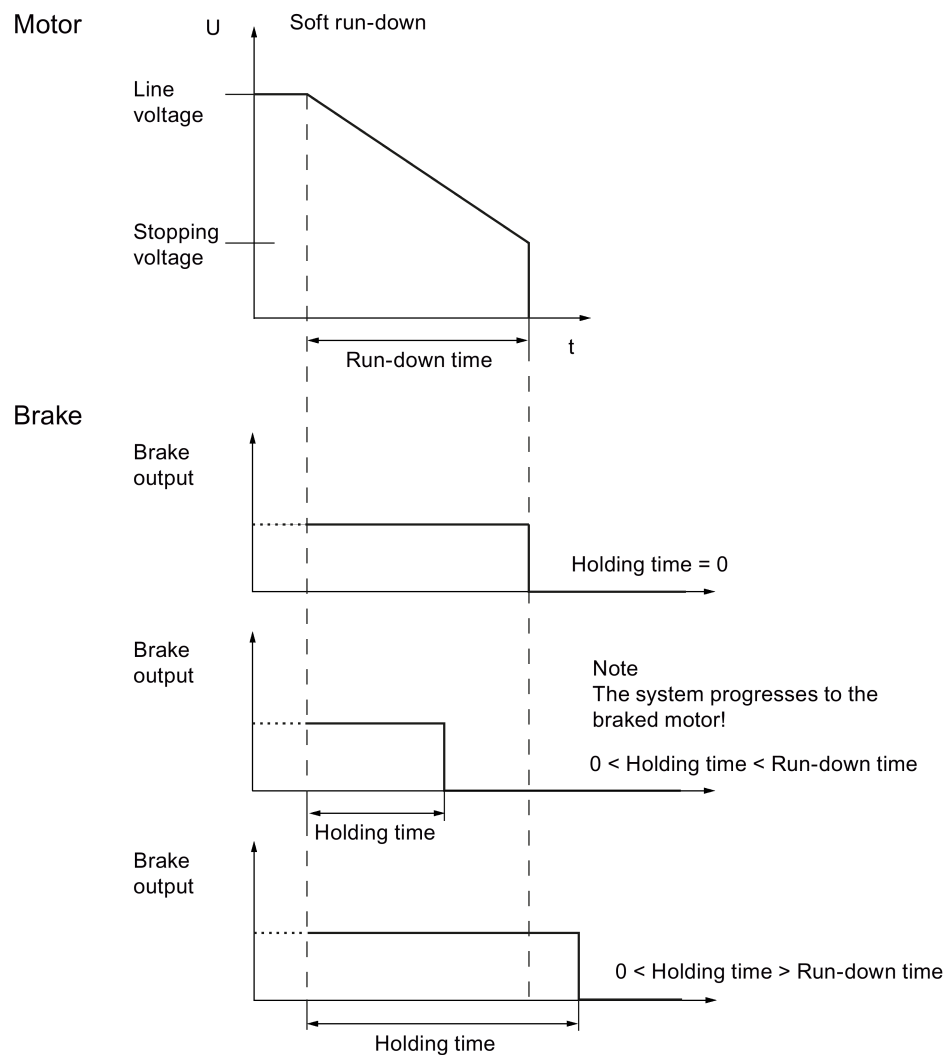 Motor
U
Soft run-down
Line
voltage
Stopping
voltage
t
Run-down time
Brake
Brake
output
Holding time = 0
Brake
output
Note
The system progresses to the
braked motor!
0 < Holding time < Run-down time
Holding time
Brake
output
0 < Holding time > Run-down time
Holding time